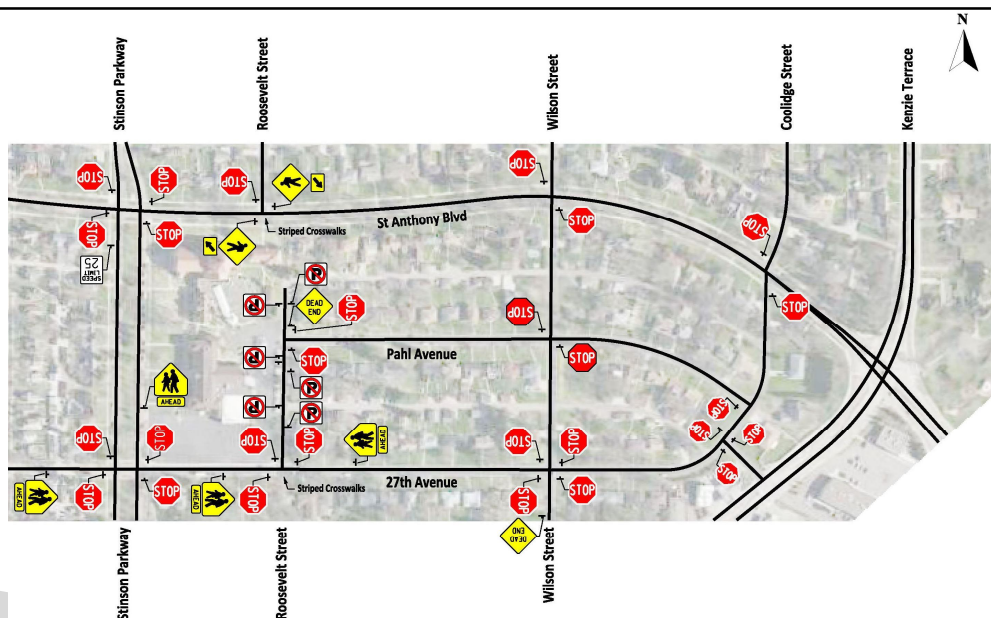 N
Stinson Parkway
Roosevelt Street
Wilson Street
Coolidge Street
Kenzie Terrace
STOP
STOP
STOP
STOP
STOP
STOP
STOP
STOP
STOP
St Anthony Blvd
Striped Crosswalks
SPEED
LIMIT
25
P
DEAD
END
P
STOP
STOP
STOP
Pahl Avenue
P
STOP
STOP
P
AHEAD
P
P
STOP
STOP
STOP
STOP
STOP
STOP
STOP
AHEAD
STOP
STOP
STOP
27th Avenue
AHEAD
STOP
STOP
AHEAD
STOP
Striped Crosswalks
STOP
STOP
DEAD
END
Stinson Parkway
Roosevelt Street
Wilson Street